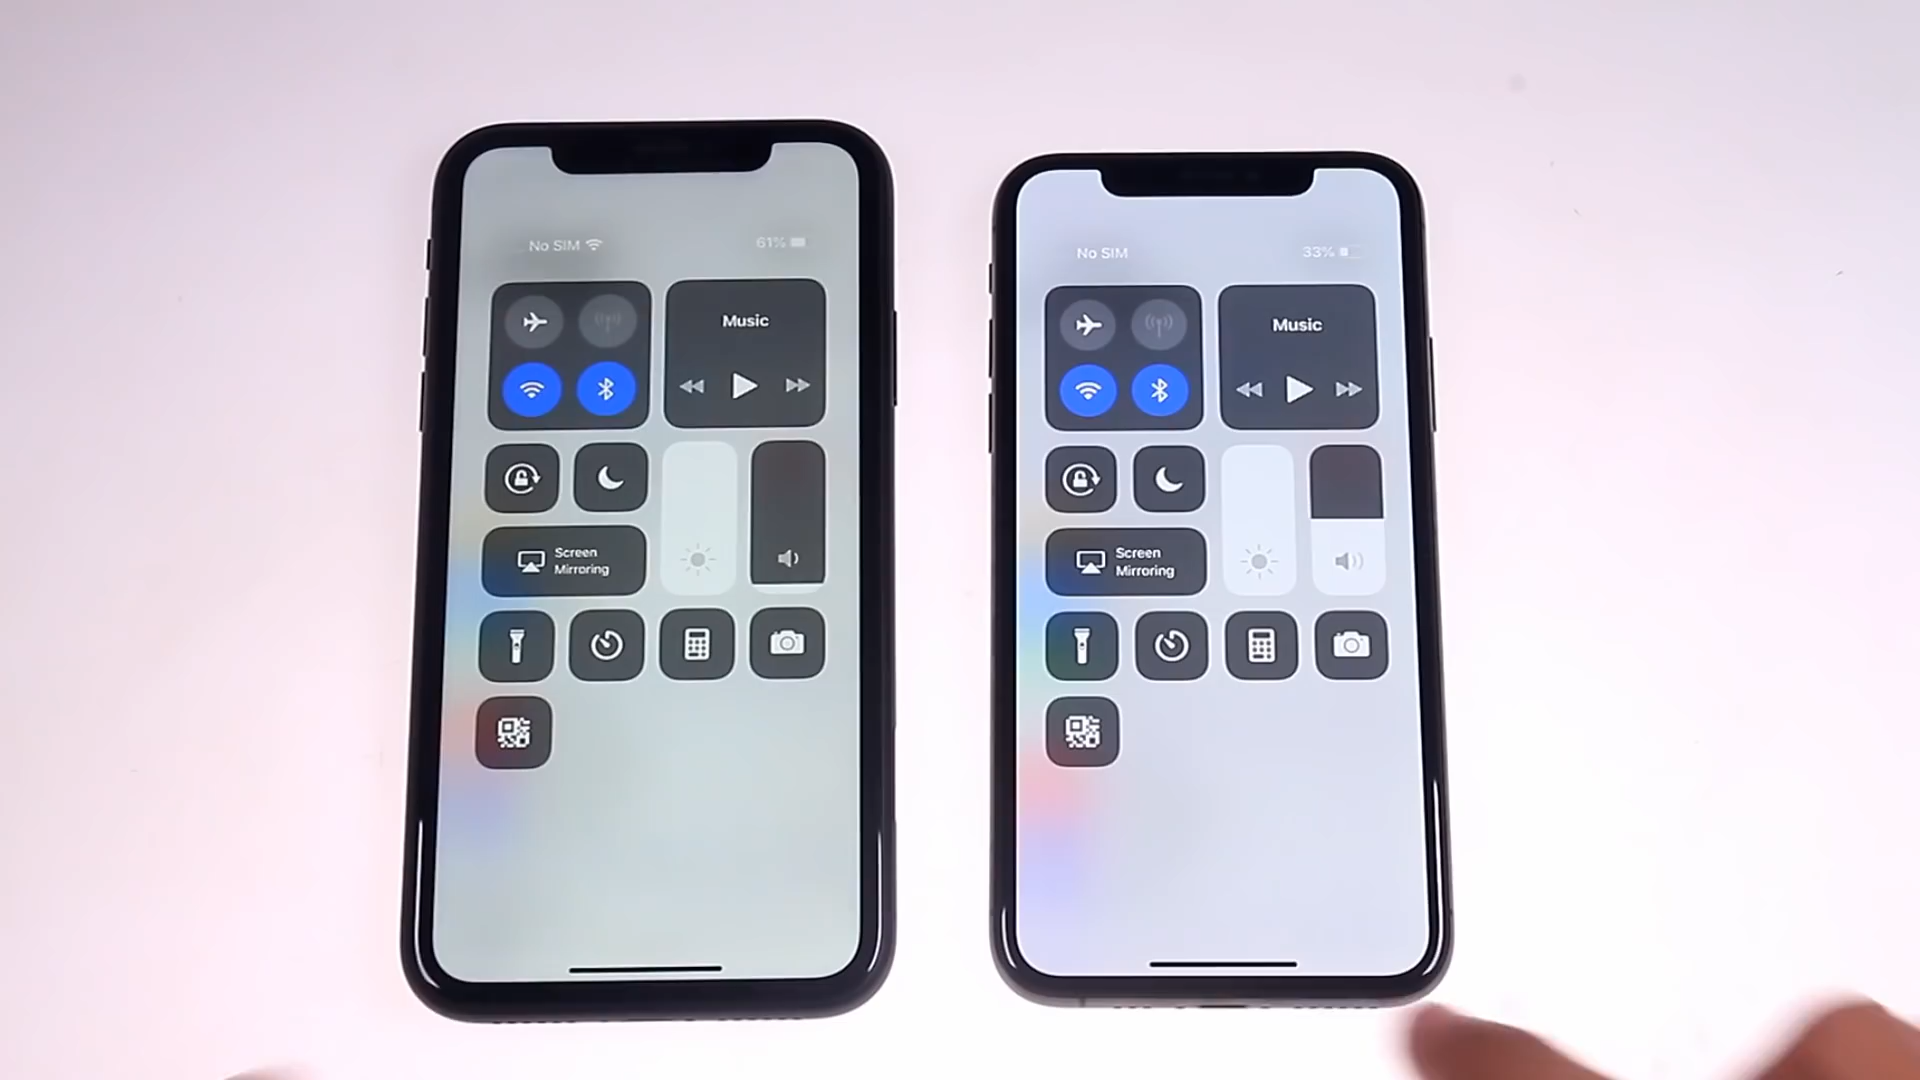 No SIM
61%
Music
Screen
Mirroring
No SIM
33%
Music
Screen
Mirroring